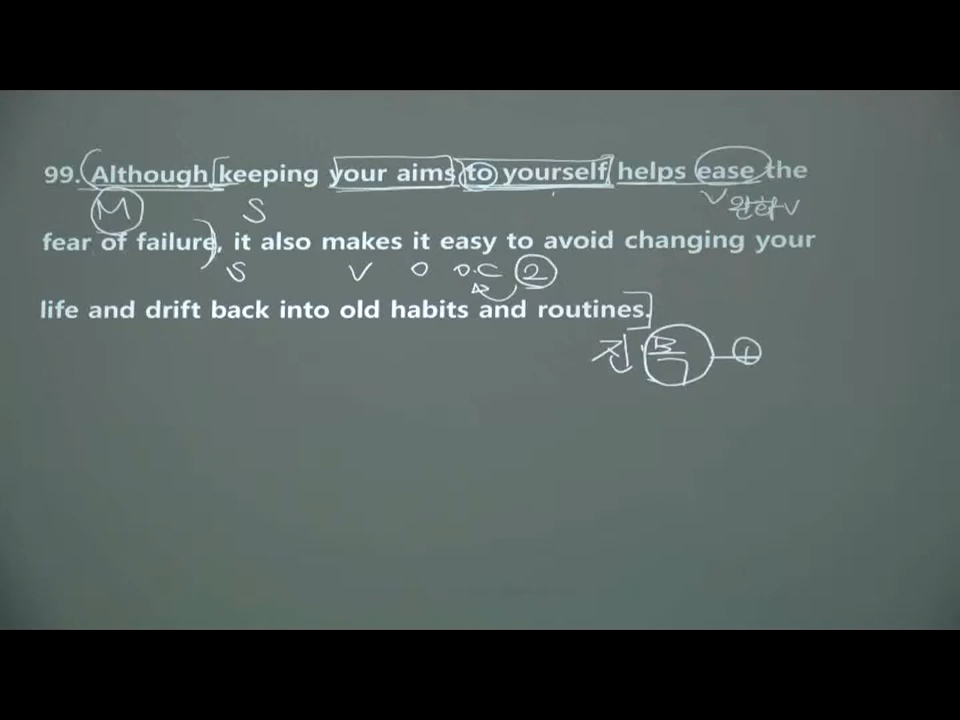 99. Although keeping your aims to yourself helps ease the
M S V 완화
fear of failure, it also makes it easy to avoid changing your
S V O O.C 2
life and drift back into old habits and routines.
진 목 1